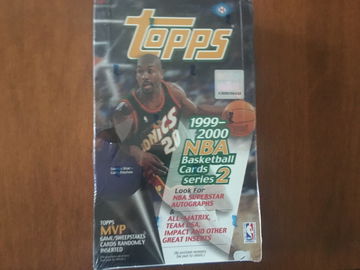 Topps
SONICS
20
1999-
2000
NBA
Basketball
Cards
series 2
Look For
NBA SUPERSTAR
AUTOGRAPHS
ALL-MATRIX,
TEAM USA,
IMPACT AND OTHER
GREAT INSERTS
TOPPS
MVP
GAME/SWEEPSTAKES
CARDS RANDOMLY
INSERTED
NBA